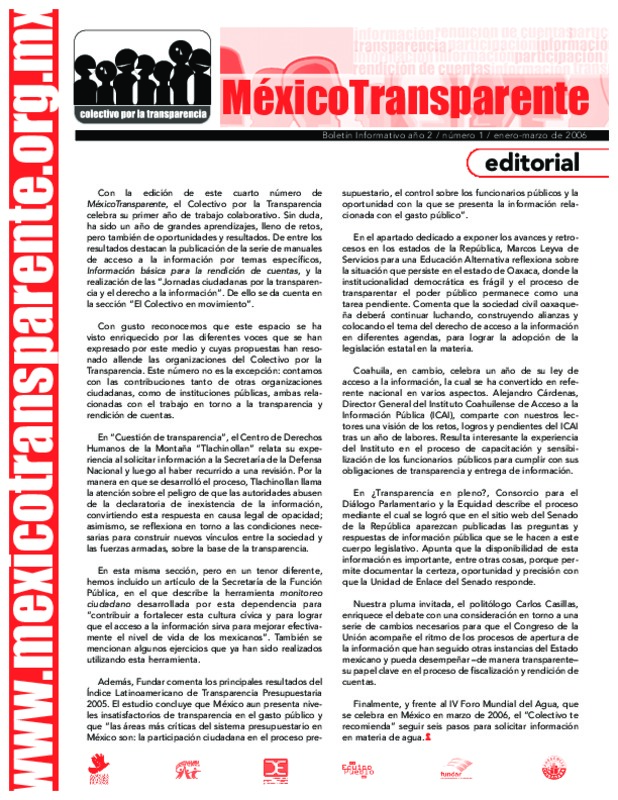 www.mexicotransparente.org.mx
colectivo por la transparencia
MéxicoTransparente
Boletín Informativo año 2 / número 1 / enero-marzo de 2006
editorial
Con la edición de este cuarto número de
MéxicoTransparente, el Colectivo por la Transparencia
celebra su primer año de trabajo colaborativo. Sin duda,
ha sido un año de grandes aprendizajes, lleno de retos,
pero también de oportunidades y resultados. De entre los
resultados destacan la publicación de la serie de manuales
de acceso a la información por temas específicos,
Información básica para la rendición de cuentas, y la
realización de las "Jornadas ciudadanas por la transparen-
cia y el derecho a la información". De ello se da cuenta en
la sección "El Colectivo en movimiento".
Con gusto reconocemos que este espacio se ha
visto enriquecido por las diferentes voces que se han
expresado por este medio y cuyas propuestas han reso-
nado allende las organizaciones del Colectivo por la
Transparencia. Este número no es la excepción: contamos
con las contribuciones tanto de otras organizaciones
ciudadanas, como de instituciones públicas, ambas rela-
cionadas con el trabajo en torno a la transparencia y
rendición de cuentas.
En "Cuestión de transparencia", el Centro de Derechos
Humanos de la Montaña "Tlachinollan" relata su expe-
riencia al solicitar información a la Secretaría de la Defensa
Nacional y luego al haber recurrido a una revisión. Por la
manera en que se desarrolló el proceso, Tlachinollan llama
la atención sobre el peligro de que las autoridades abusen
de la declaratoria de inexistencia de la información,
convirtiendo esta respuesta en causa legal de opacidad;
asimismo, se reflexiona en torno a las condiciones nece-
sarias para construir nuevos vínculos entre la sociedad y
las fuerzas armadas, sobre la base de la transparencia.
En esta misma sección, pero en un tenor diferente,
hemos incluido un artículo de la Secretaría de la Función
Pública, en el que describe la herramienta monitoreo
ciudadano desarrollada por esta dependencia para
"contribuir a fortalecer esta cultura cívica y para lograr
que el acceso a la información sirva para mejorar efectiva-
mente el nivel de vida de los mexicanos". También se
mencionan algunos ejercicios que ya han sido realizados
utilizando esta herramienta.
Además, Fundar comenta los principales resultados del
Índice Latinoamericano de Transparencia Presupuestaria
2005. El estudio concluye que México aun presenta nive-
les insatisfactorios de transparencia en el gasto público y
que "las áreas más críticas del sistema presupuestario en
México son: la participación ciudadana en el proceso pre-
supuestario, el control sobre los funcionarios públicos y la
oportunidad con la que se presenta la información rela-
cionada con el gasto público".
En el apartado dedicado a exponer los avances y retro-
cesos en los estados de la República, Marcos Leyva de
Servicios para una Educación Alternativa reflexiona sobre
la situación que persiste en el estado de Oaxaca, donde la
institucionalidad democrática es frágil y el proceso de
transparentar el poder público permanece como una
tarea pendiente. Comenta que la sociedad civil oaxaque-
ña deberá continuar luchando, construyendo alianzas y
colocando el tema del derecho de acceso a la información
en diferentes agendas, para lograr la adopción de la
legislación estatal en la materia.
Coahuila, en cambio, celebra un año de su ley de
acceso a la información, la cual se ha convertido en refe-
rente nacional en varios aspectos. Alejandro Cárdenas,
Director General del Instituto Coahuilense de Acceso a la
Información Pública (ICAI), comparte con nuestros lec-
tores una visión de los retos, logros y pendientes del ICAI
tras un año de labores. Resulta interesante la experiencia
del Instituto en el proceso de capacitación y sensibi-
lización de los funcionarios públicos para cumplir con sus
obligaciones de transparencia y entrega de información.
En ¿Transparencia en pleno?, Consorcio para el
Diálogo Parlamentario y la Equidad describe el proceso
mediante el cual se logró que en el sitio web del Senado
de la República aparezcan publicadas las preguntas y
respuestas de información pública que se le hacen a este
cuerpo legislativo. Apunta que la disponibilidad de esta
información es importante, entre otras cosas, porque per-
mite documentar la certeza, oportunidad y precisión con
que la Unidad de Enlace del Senado responde.
Nuestra pluma invitada, el politólogo Carlos Casillas,
enriquece el debate con una consideración en torno a una
serie de cambios necesarios para que el Congreso de la
Unión acompañe el ritmo de los procesos de apertura de
la información que han seguido otras instancias del Estado
mexicano y pueda desempeñar –de manera transparente–
su papel clave en el proceso de fiscalización y rendición de
cuentas.
Finalmente, y frente al IV Foro Mundial del Agua, que
se celebra en México en marzo de 2006, el "Colectivo te
recomienda" seguir seis pasos para solicitar información
en materia de agua.
Equipo Pueblo
fundar